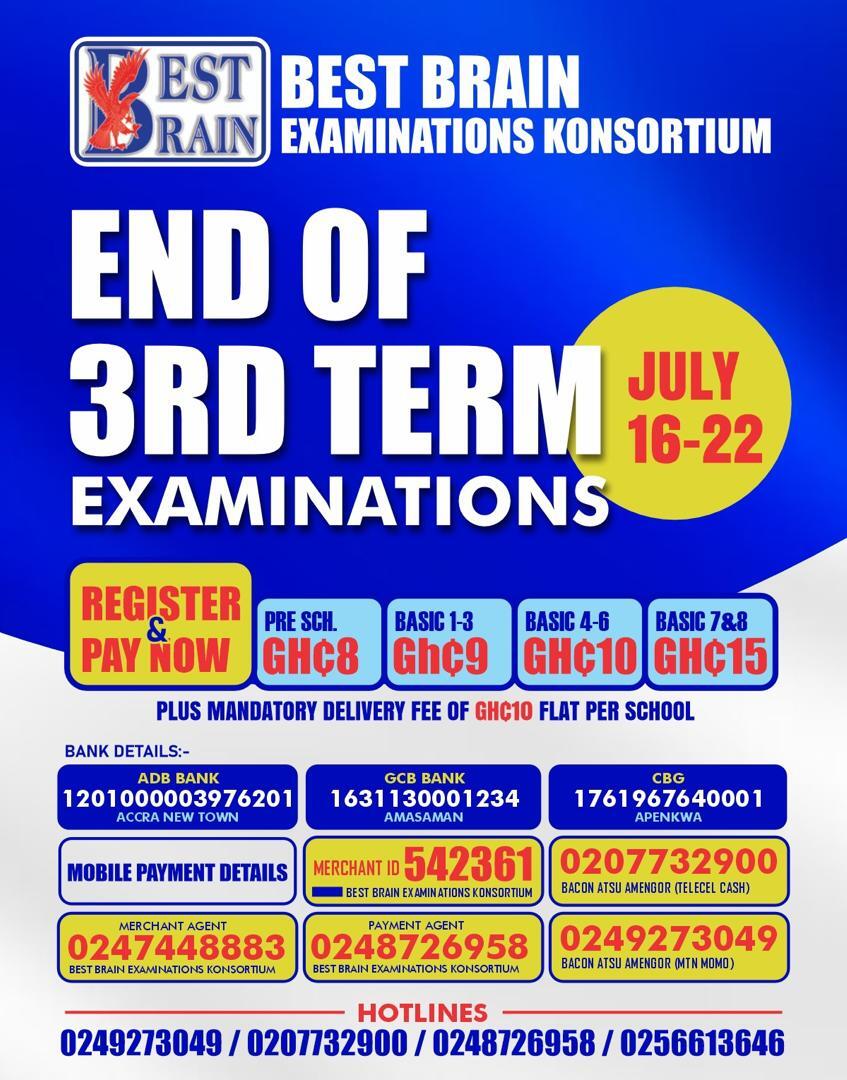 BEST
BRAIN
BEST BRAIN
EXAMINATIONS KONSORTIUM
END OF
3RD TERM
EXAMINATIONS
JULY
16-22
REGISTER
&
PAY NOW
PRE SCH.
GH₵8
BASIC 1-3
Gh₵9
BASIC 4-6
GH₵10
BASIC 7&8
GH₵15
PLUS MANDATORY DELIVERY FEE OF GH₵10 FLAT PER SCHOOL
BANK DETAILS:-
ADB BANK
1201000003976201
ACCRA NEW TOWN
GCB BANK
1631130001234
AMASAMAN
CBG
1761967640001
APENKWA
MOBILE PAYMENT DETAILS
MERCHANT ID 542361
BEST BRAIN EXAMINATIONS KONSORTIUM
0207732900
BACON ATSU AMENGOR (TELECEL CASH)
MERCHANT AGENT
0247448883
BEST BRAIN EXAMINATIONS KONSORTIUM
PAYMENT AGENT
0248726958
BEST BRAIN EXAMINATIONS KONSORTIUM
0249273049
BACON ATSU AMENGOR (MTN MOMO)
HOTLINES
0249273049 / 0207732900 / 0248726958 / 0256613646